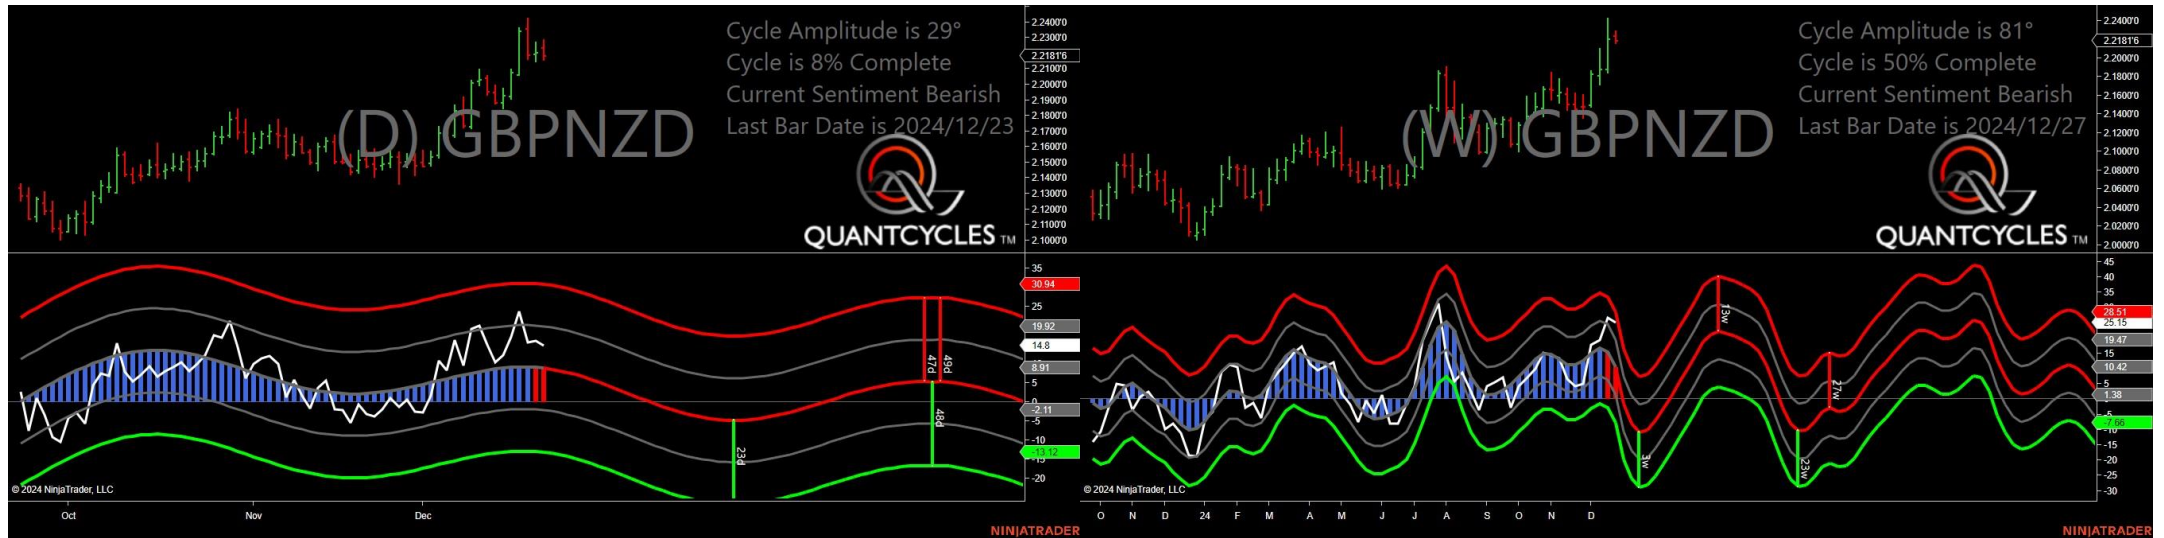 Cycle Amplitude is 29°
Cycle is 8% Complete
Current Sentiment Bearish
Last Bar Date is 2024/12/23
(D) GBPNZD
QUANTCYCLES TM
2.2400'0
2.2300'0
2.2181'6
2.2100'0
2.2000'0
2.1900'0
2.1800'0
2.1700'0
2.1600'0
2.1500'0
2.1400'0
2.1300'0
2.1200'0
2.1100'0
2.1000'0
35
30.94
25
19.92
14.8
8.91
5
0
-2.11
-5
-10
-13.12
-20
47d
49d
48d
23d
© 2024 NinjaTrader, LLC
Oct
Nov
Dec
NINJATRADER
Cycle Amplitude is 81°
Cycle is 50% Complete
Current Sentiment Bearish
Last Bar Date is 2024/12/27
(W) GBPNZD
QUANTCYCLES TM
2.2400'0
2.2181'6
2.2000'0
2.1800'0
2.1600'0
2.1400'0
2.1200'0
2.1000'0
2.0800'0
2.0600'0
2.0400'0
2.0200'0
2.0000'0
45
40
35
28.51
25.15
19.47
15
10.42
5
1.38
-7.66
-15
-20
-25
-30
13w
27w
3w
23w
© 2024 NinjaTrader, LLC
O N D 24 F M A M J J A S O N D
NINJATRADER